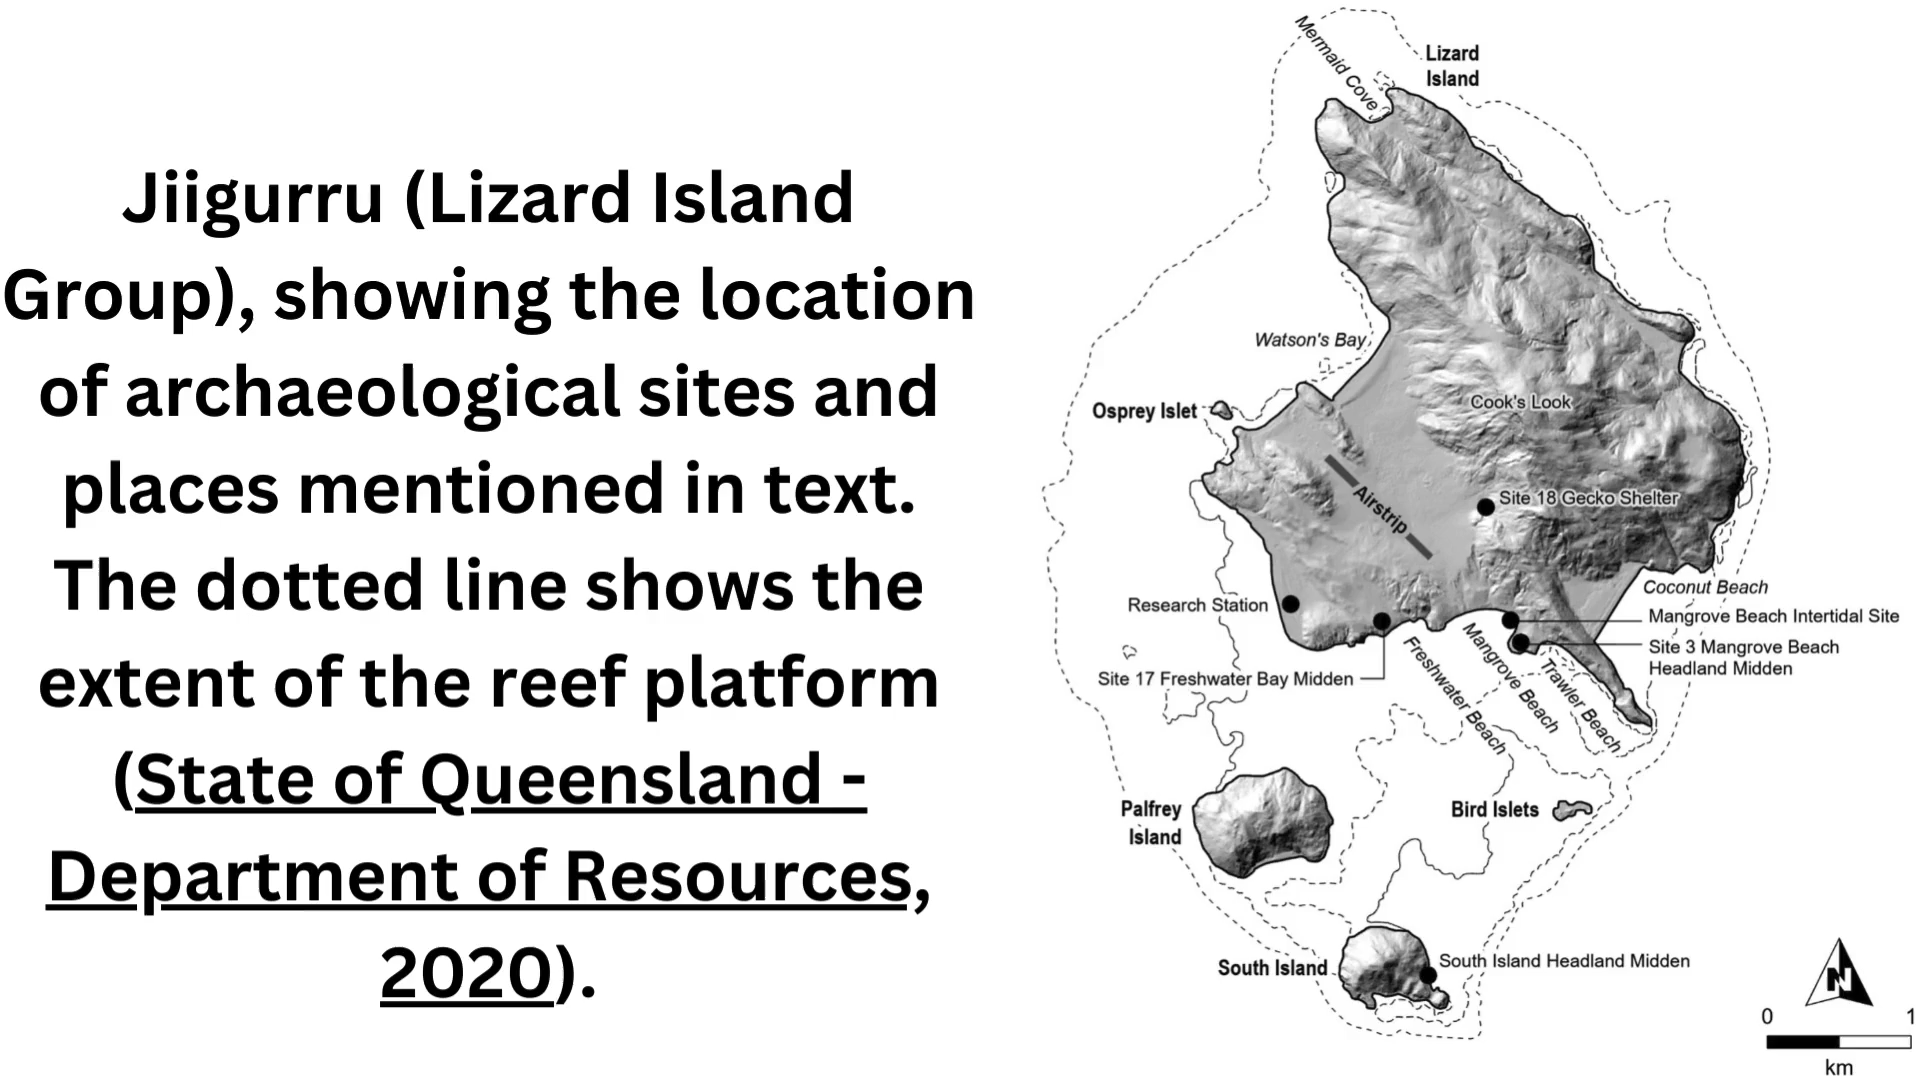 Jiigurru (Lizard Island
Group), showing the location
of archaeological sites and
places mentioned in text.
The dotted line shows the
extent of the reef platform
(State of Queensland -
Department of Resources,
2020).
Mermaid Cove
Lizard
Island
Watson's Bay
Osprey Islet
Cook's Look
Airstrip
Site 18 Gecko Shelter
Coconut Beach
Research Station
Mangrove Beach Intertidal Site
Site 3 Mangrove Beach
Headland Midden
Site 17 Freshwater Bay Midden
Freshwater Beach
Mangrove Beach
Trawler Beach
Palfrey
Island
Bird Islets
South Island
South Island Headland Midden
N
0 1
km